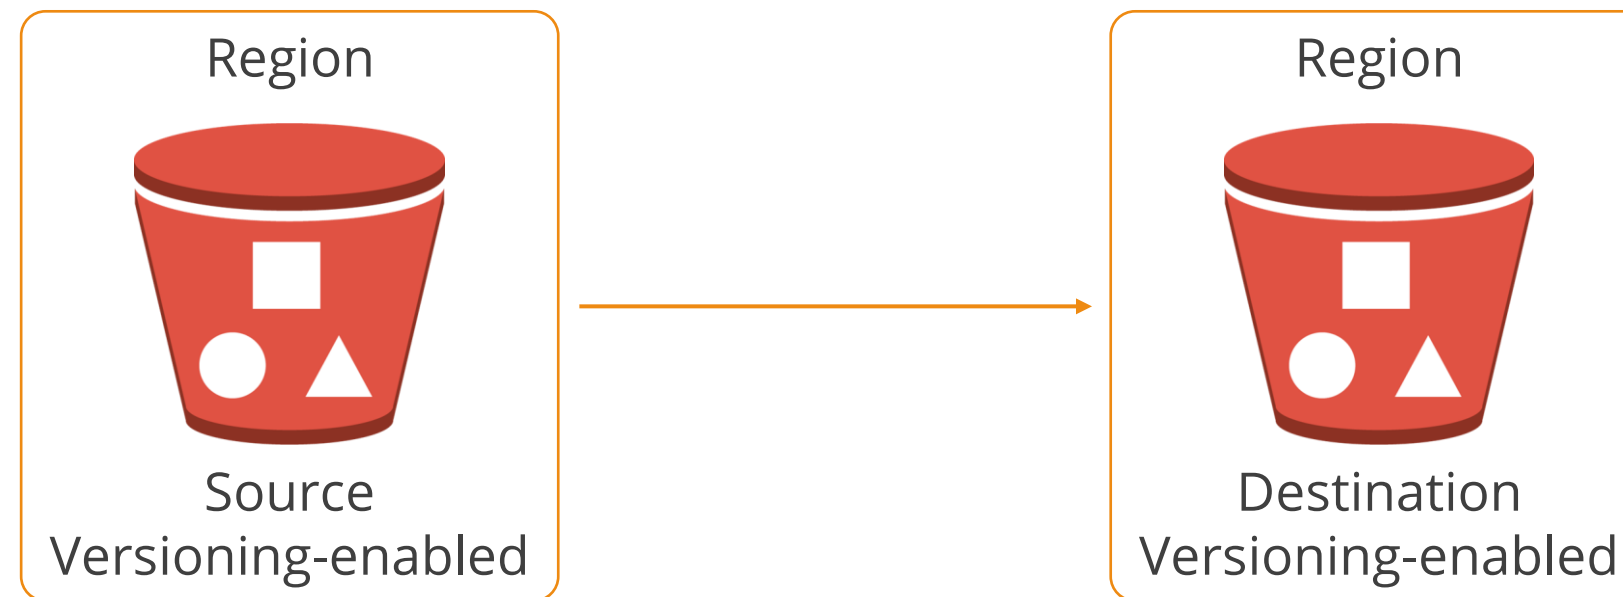 Region
Source
Versioning-enabled
Region
Destination
Versioning-enabled